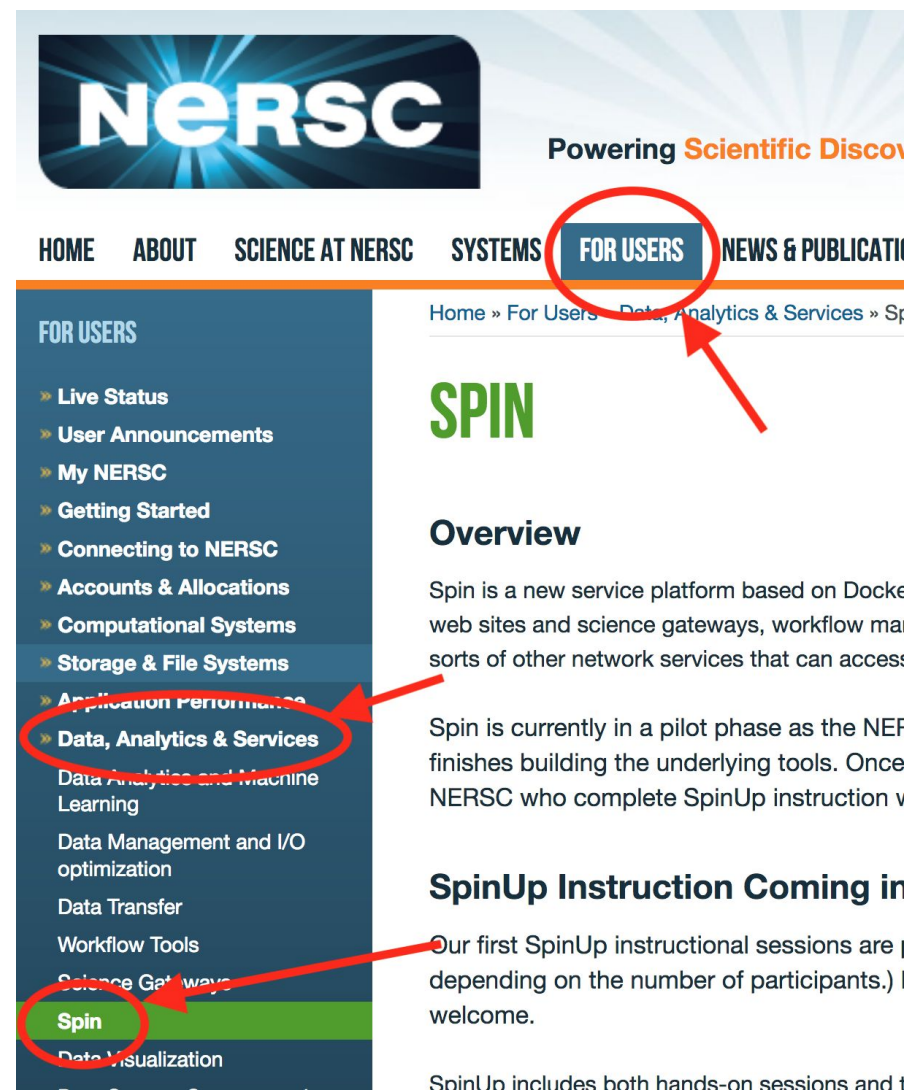 NERSC
Powering Scientific Discov
HOME ABOUT SCIENCE AT NERSC SYSTEMS FOR USERS NEWS & PUBLICATIO
FOR USERS
» Live Status
» User Announcements
» My NERSC
» Getting Started
» Connecting to NERSC
» Accounts & Allocations
» Computational Systems
» Storage & File Systems
» Application Performance
» Data, Analytics & Services
Data Analytics and Machine
Learning
Data Management and I/O
optimization
Data Transfer
Workflow Tools
Science Gateways
Spin
Data Visualization
Home » For Users » Data, Analytics & Services » Sp
SPIN
Overview
Spin is a new service platform based on Docke
web sites and science gateways, workflow ma
sorts of other network services that can access
Spin is currently in a pilot phase as the NER
finishes building the underlying tools. Once
NERSC who complete SpinUp instruction w
SpinUp Instruction Coming in
Our first SpinUp instructional sessions are p
depending on the number of participants.)
welcome.
SpinUp includes both hands-on sessions and t